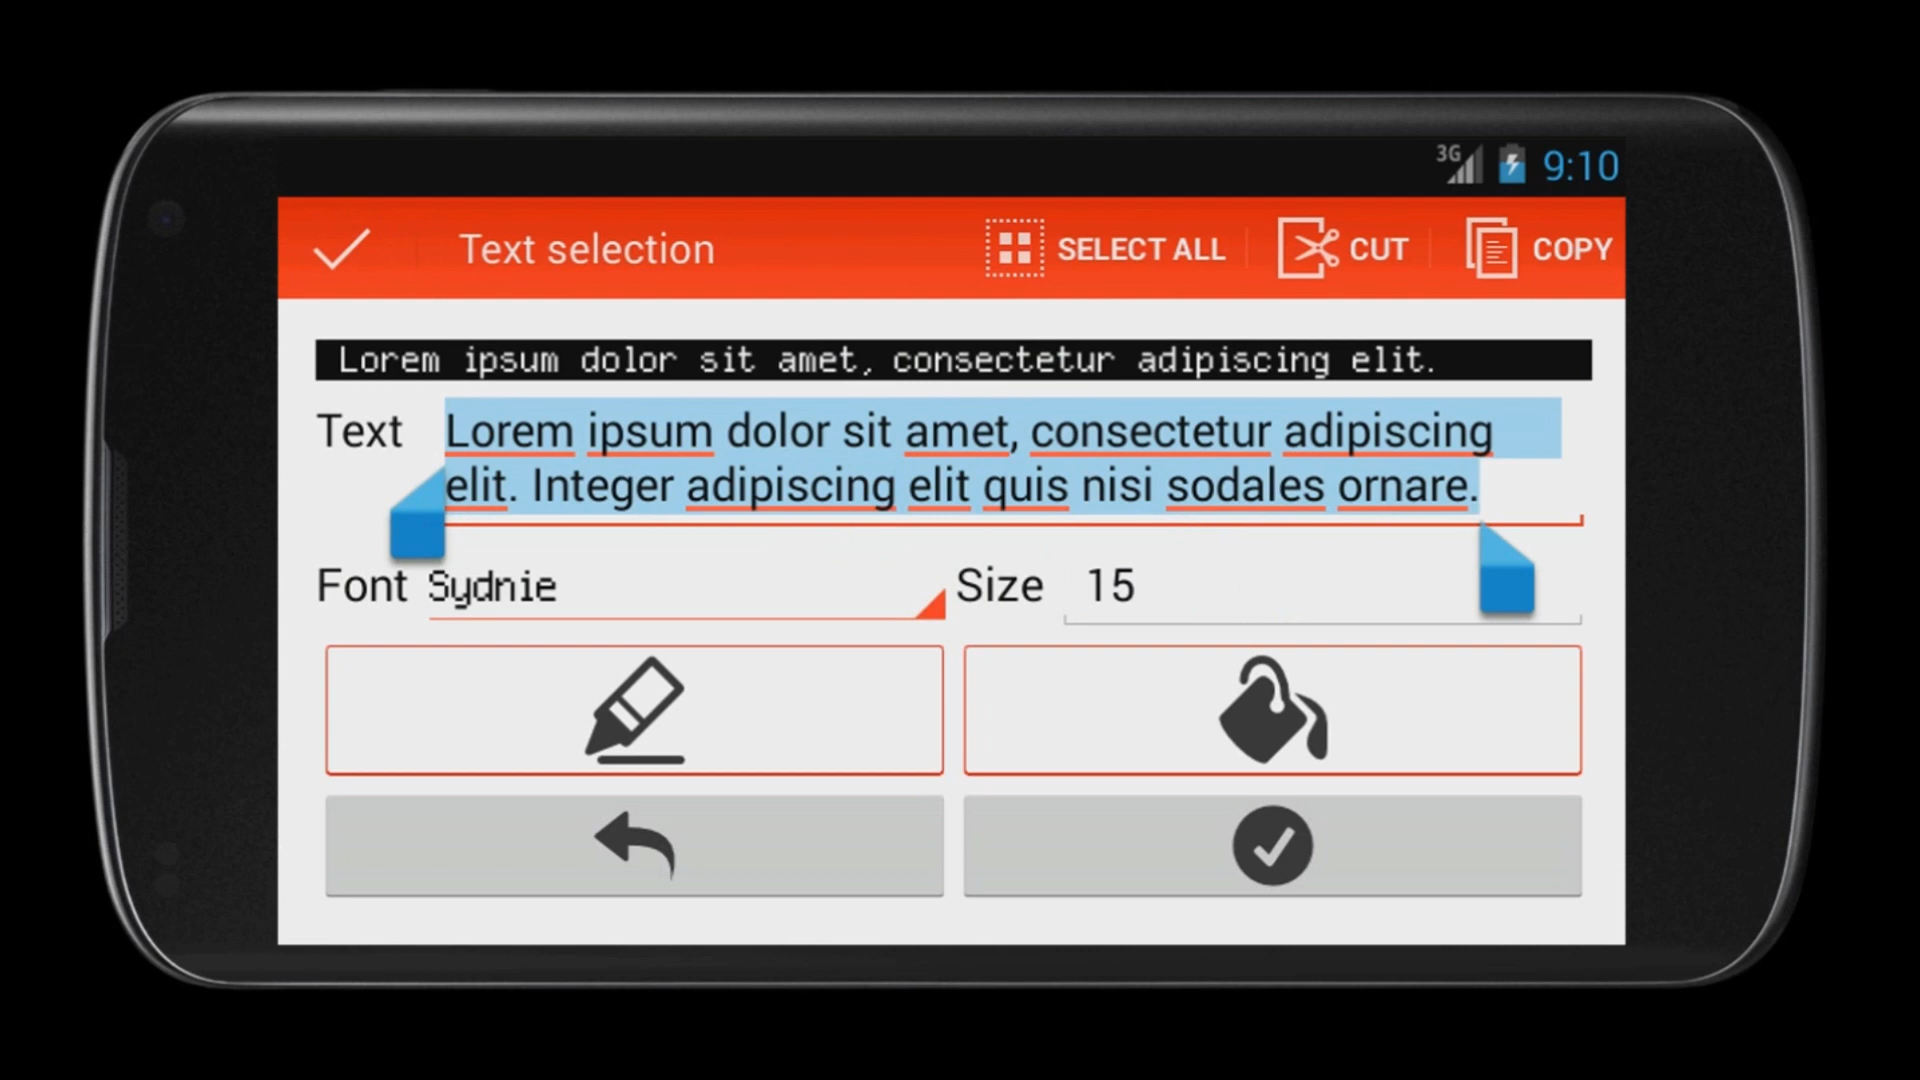 3G 9:10
Text selection SELECT ALL CUT COPY
Lorem ipsum dolor sit amet, consectetur adipiscing elit.
Text Lorem ipsum dolor sit amet, consectetur adipiscing
elit. Integer adipiscing elit quis nisi sodales ornare.
Font Sydnie Size 15